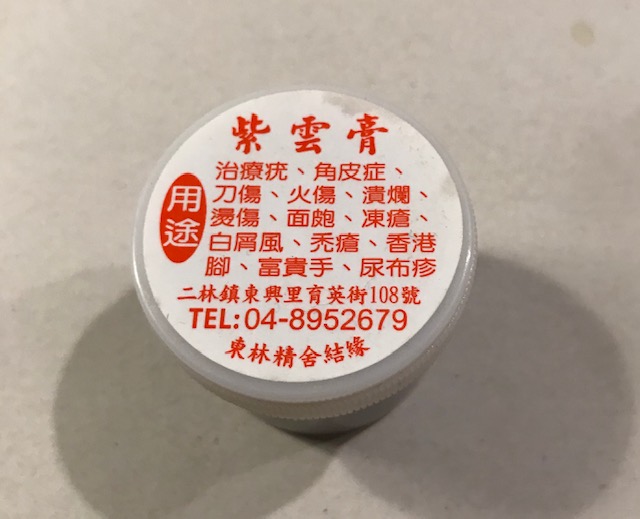 紫雲膏
用途
治療疣、角皮症、
刀傷、火傷、潰爛、
燙傷、面皰、凍瘡、
白屑風、禿瘡、香港
腳、富貴手、尿布疹
二林鎮東興里育英街108號
TEL:04-8952679
東林精舍結緣